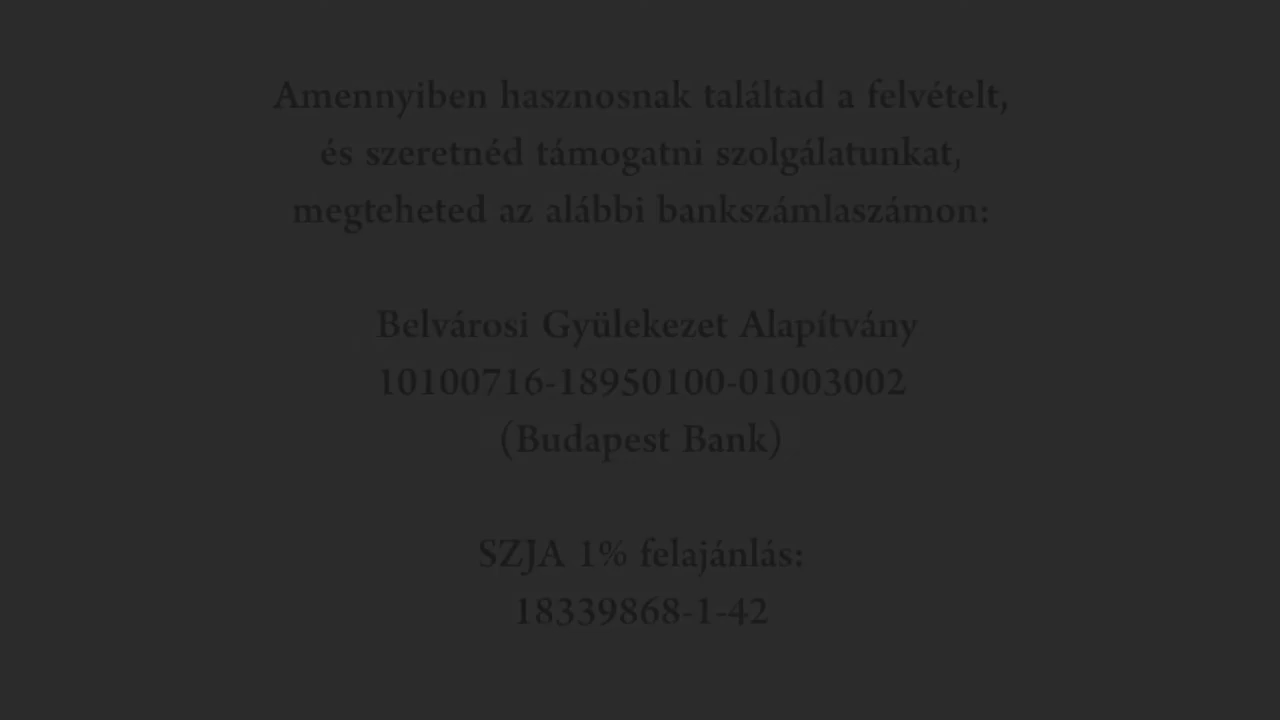 Amennyiben hasznosnak találtad a felvételt,
és szeretnéd támogatni szolgálatunkat,
megteheted az alábbi bankszámlaszámon:
Belvárosi Gyülekezet Alapítvány
10100716-18950100-01003002
(Budapest Bank)
SZJA 1% felajánlás:
18339868-1-42